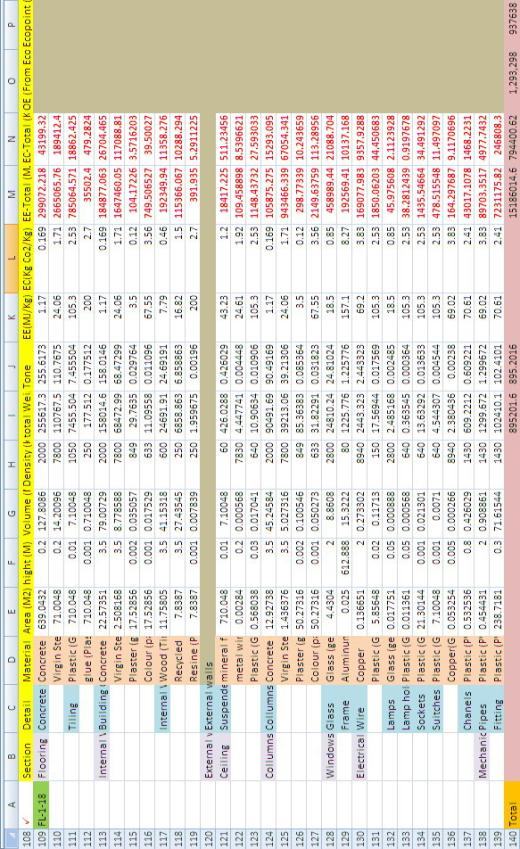 A B C D E F G H I J K L M N O P
108 Section Detail Material Area (M2) hight (M) Volume (I Density (k total Wei Tone EE(MJ/Kg) EC(Kg Co2/Kg) EE-Total (M. EC-Total (K OE (From Eco Ecopoint (
109 FL-1-18 Flooring Concrete Concrete 639.0432 0.2 127.8086 2000 255617.3 255.6173 1.17 0.169 299072.218 43199.32
110 Virgin Ste 710.0048 0.02 14.20096 7800 110767.5 110.7675 24.06 1.71 2665065.76 189412.4
111 Tiling Plastic (G 710.048 0.01 7.10048 1050 7455.504 7.455504 105.3 2.53 785064.571 18862.425
112 glue (Plas 710.048 0.001 0.710048 250 177.512 0.177512 200 2.7 35502.4 479.2824
113 Internal \ Building Concrete 22.57351 3.5 79.00729 2000 158014.6 158.0146 1.17 0.169 184877.063 26704.465
114 Virgin Ste 2.508168 3.5 8.778588 7800 68472.99 68.47299 24.06 1.71 1647460.05 117088.81
115 Plaster (g 17.52856 0.002 0.035057 849 29.7635 0.029764 3.5 0.12 104.17226 3.5716203
116 Colour (p: 17.52856 0.001 0.017529 633 11.09558 0.011096 67.55 3.56 749.506527 39.50027
117 Internal \ Wood (Ti 11.75805 3.5 41.15318 600 24691.91 24.69191 7.79 0.46 192349.94 11358.276
118 Recycled 7.8387 3.5 27.43545 250 6858.863 6.858863 16.82 1.5 115366.067 10288.294
119 Resine (P 7.8387 0.001 0.007839 250 1.959675 0.00196 200 2.7 391.935 5.2911225
120 External \ External walls
121 Ceiling Suspende mineral f 710.048 0.01 7.10048 60 426.0288 0.426029 43.23 1.2 18417.225 511.23456
122 metal wir 0.00284 0.2 0.000568 7830 4.447741 0.004448 24.61 1.92 109.458898 8.5396621
123 Plastic (G 0.568038 0.03 0.017041 640 10.90634 0.010906 105.3 2.53 1148.43732 27.593033
124 Collumns Collumns Concrete 12.92738 3.5 45.24584 2000 90491.69 90.49169 1.17 0.169 105875.275 15293.095
125 Virgin Ste 1.436376 3.5 5.027316 7800 39213.06 39.21306 24.06 1.71 943466.339 67054.341
126 Plaster (g 50.27316 0.002 0.100546 849 85.36383 0.085364 3.5 0.12 298.77339 10.243659
127 Colour (p: 50.27316 0.001 0.050273 633 31.82291 0.031823 67.55 3.56 2149.63759 113.28956
128 Windows Glass Glass (ge 4.4304 2 8.8608 2800 24810.24 24.81024 18.5 0.85 458989.44 21088.704
129 Frame Aluminur 0.025 612.888 15.3222 80 1225.776 1.225776 157.1 8.27 192569.41 10137.168
130 Electrical Wire Copper 0.136651 2 0.273302 8940 2443.323 2.443323 69.2 3.83 169077.983 9357.9288
131 Plastic (G 5.85648 0.02 0.11713 150 17.56944 0.017569 105.3 2.53 1850.06203 44.450683
132 Lamps Glass (ge 0.017751 0.05 0.000888 2800 2.485168 0.002485 18.5 0.85 45.975608 2.1123928
133 Lamp hol Plastic (G 0.011361 0.05 0.000568 640 0.363545 0.000364 105.3 2.53 38.2812439 0.9197678
134 Sockets Plastic (G 21.30144 0.001 0.021301 640 13.63292 0.013633 105.3 2.53 1435.54664 34.491292
135 Suitches Plastic (G 7.10048 0.001 0.0071 640 4.544307 0.004544 105.3 2.53 478.515548 11.497097
136 Copper(G 0.053254 0.005 0.000266 8940 2.380436 0.00238 69.02 3.83 164.297687 9.1170696
137 Chanels Plastic (P' 0.532536 0.8 0.426029 1430 609.2212 0.609221 70.61 2.41 43017.1078 1468.2231
138 Mechanic Pipes Plastic (P' 0.454431 2 0.908861 1430 1299.672 1.299672 69.02 3.83 89703.3517 4977.7432
139 Fitting Plastic (P' 238.7181 0.3 71.61544 1430 102410.1 102.4101 70.61 2.41 7231175.82 246808.3
140 Total 895201.6 895.2016 15186014.6 794400.62 1,093,298 937638